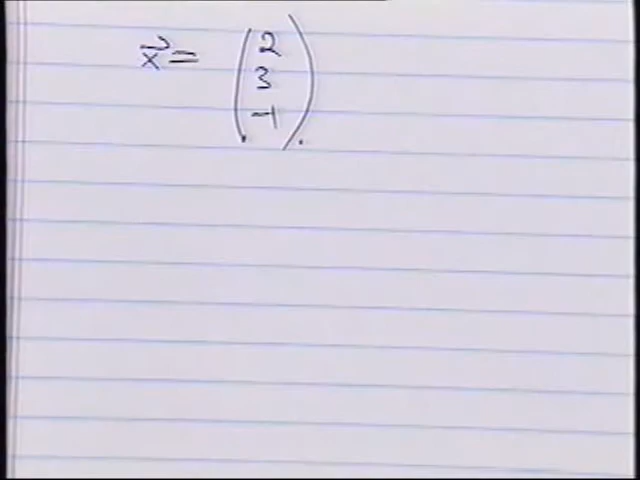 x⃗ = ( 2
3
-1 ).